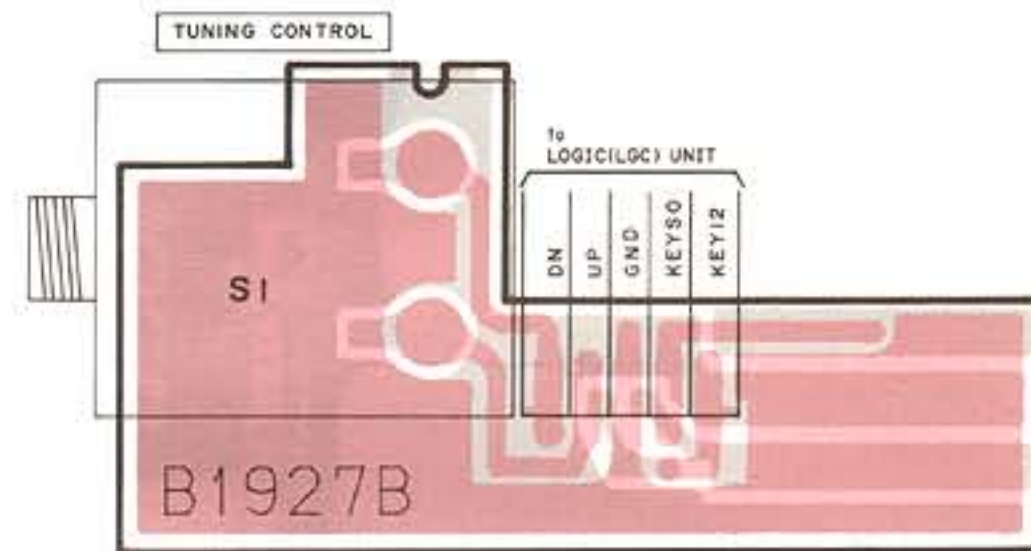 TUNING CONTROL
to
LOGIC(LGC) UNIT
DN
UP
GND
KEYS0
KEY12
S1
B1927B